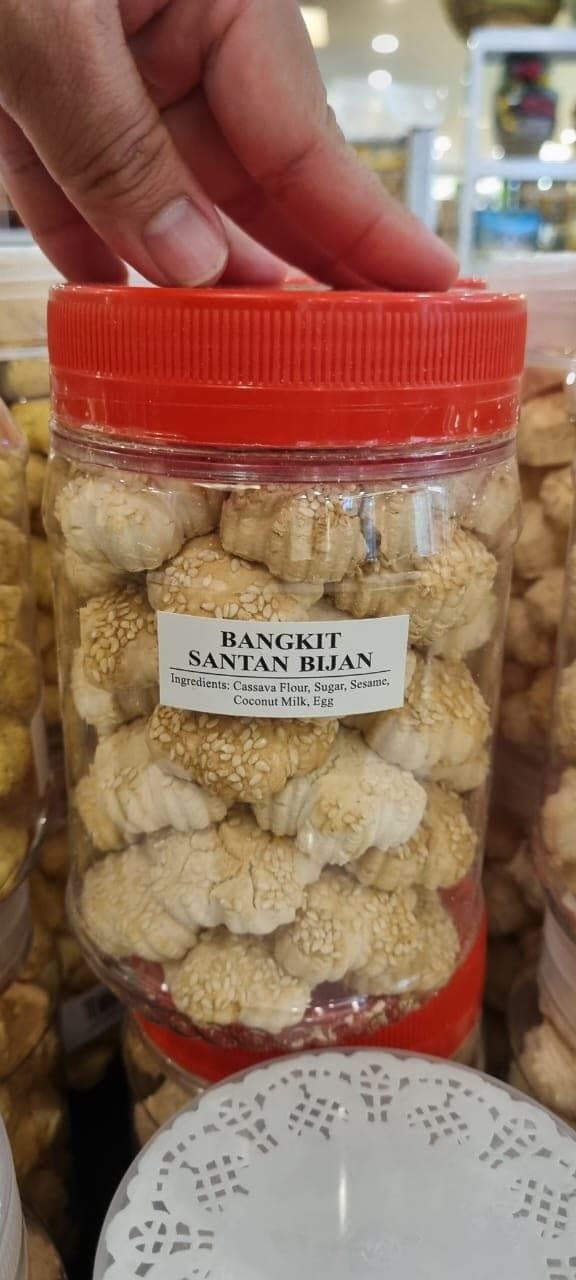 BANGKIT
SANTAN BIJAN
Ingredients: Cassava Flour, Sugar, Sesame,
Coconut Milk, Egg